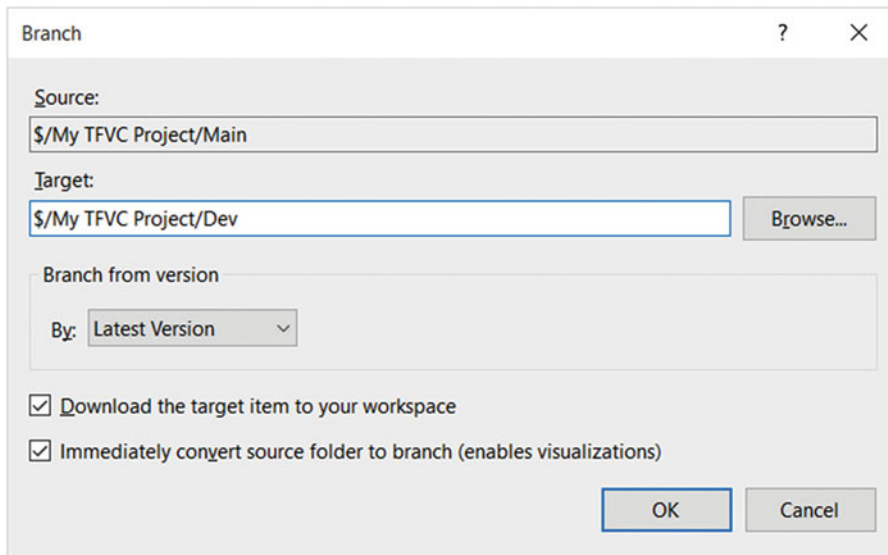 Branch
?
Source:
$/My TFVC Project/Main
Target:
$/My TFVC Project/Dev
Browse...
Branch from version
By: Latest Version
Download the target item to your workspace
Immediately convert source folder to branch (enables visualizations)
OK
Cancel